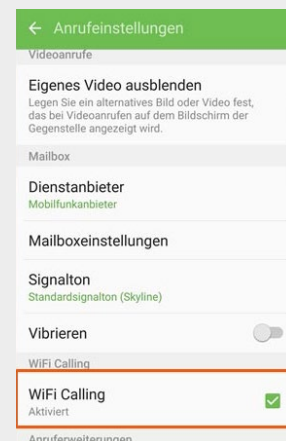 Anrufeinstellungen
Videoanrufe
Eigenes Video ausblenden
Legen Sie ein alternatives Bild oder Video fest,
das bei Videoanrufen auf dem Bildschirm der
Gegenstelle angezeigt wird.
Mailbox
Dienstanbieter
Mobilfunkanbieter
Mailboxeinstellungen
Signalton
Standardsignalton (Skyline)
Vibrieren
WiFi Calling
WiFi Calling
Aktiviert
Anruferweiterungen